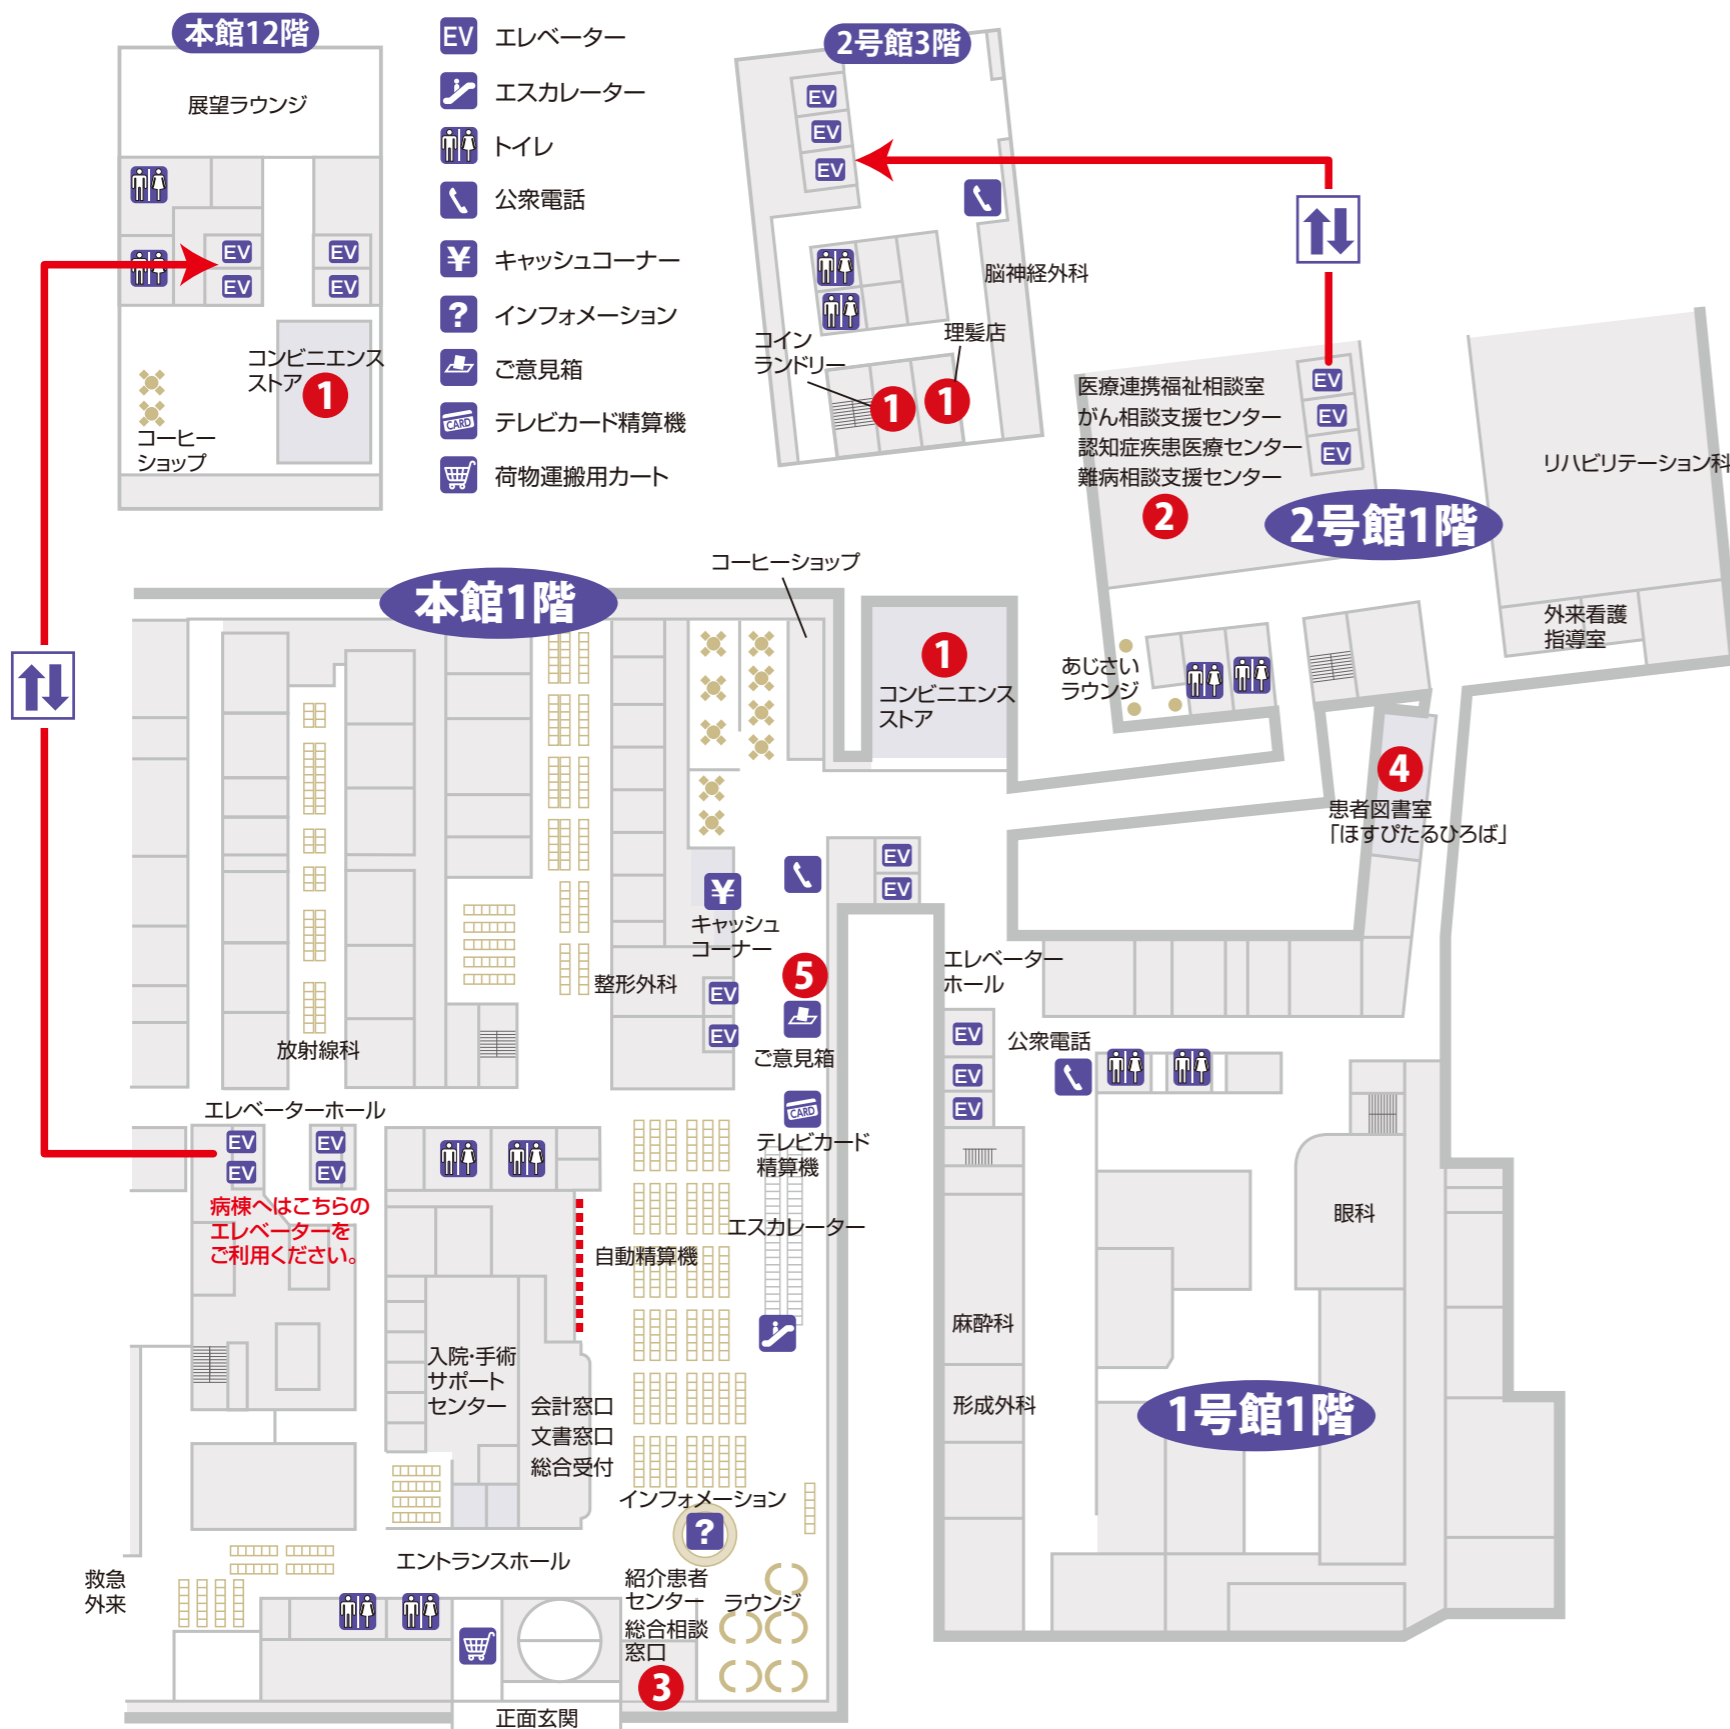 本館12階
展望ラウンジ
EV
EV
EV
EV
コンビニエンス
ストア
1
コーヒー
ショップ
EV エレベーター
エスカレーター
トイレ
公衆電話
¥ キャッシュコーナー
? インフォメーション
ご意見箱
CARD テレビカード精算機
荷物運搬用カート
2号館3階
EV
EV
EV
脳神経外科
コイン
ランドリー
1
理髪店
1
医療連携福祉相談室
がん相談支援センター
認知症疾患医療センター
難病相談支援センター
2
EV
EV
EV
2号館1階
リハビリテーション科
外来看護
指導室
あじさい
ラウンジ
4
患者図書室
「ほすぴたるひろば」
本館1階
コーヒーショップ
1
コンビニエンス
ストア
EV
EV
¥
キャッシュ
コーナー
整形外科
EV
EV
5
ご意見箱
放射線科
エレベーターホール
EV
EV
EV
EV
病棟へはこちらの
エレベーターを
ご利用ください。
CARD
テレビカード
精算機
エスカレーター
自動精算機
入院・手術
サポート
センター
会計窓口
文書窓口
総合受付
インフォメーション
?
エントランスホール
救急
外来
紹介患者
センター
総合相談
窓口
3
ラウンジ
正面玄関
エレベーター
ホール
EV
EV
EV
公衆電話
眼科
麻酔科
形成外科
1号館1階